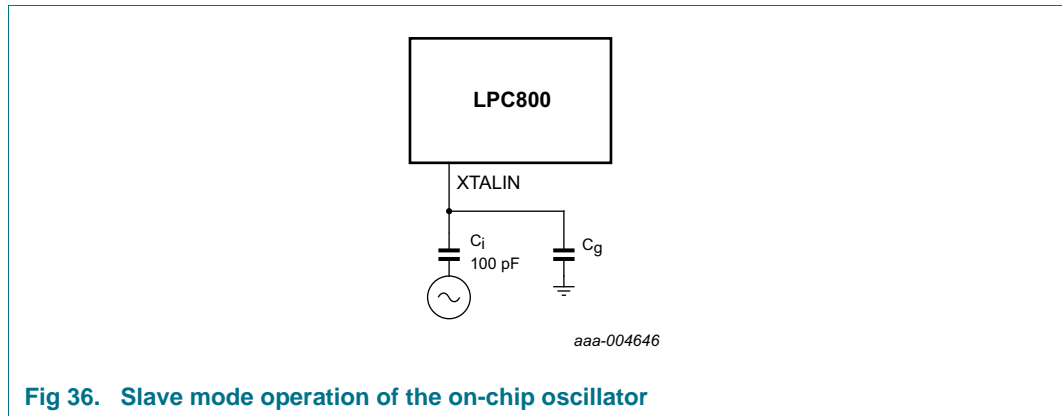 LPC800
XTALIN
Ci
100 pF
Cg
aaa-004646
Fig 36. Slave mode operation of the on-chip oscillator